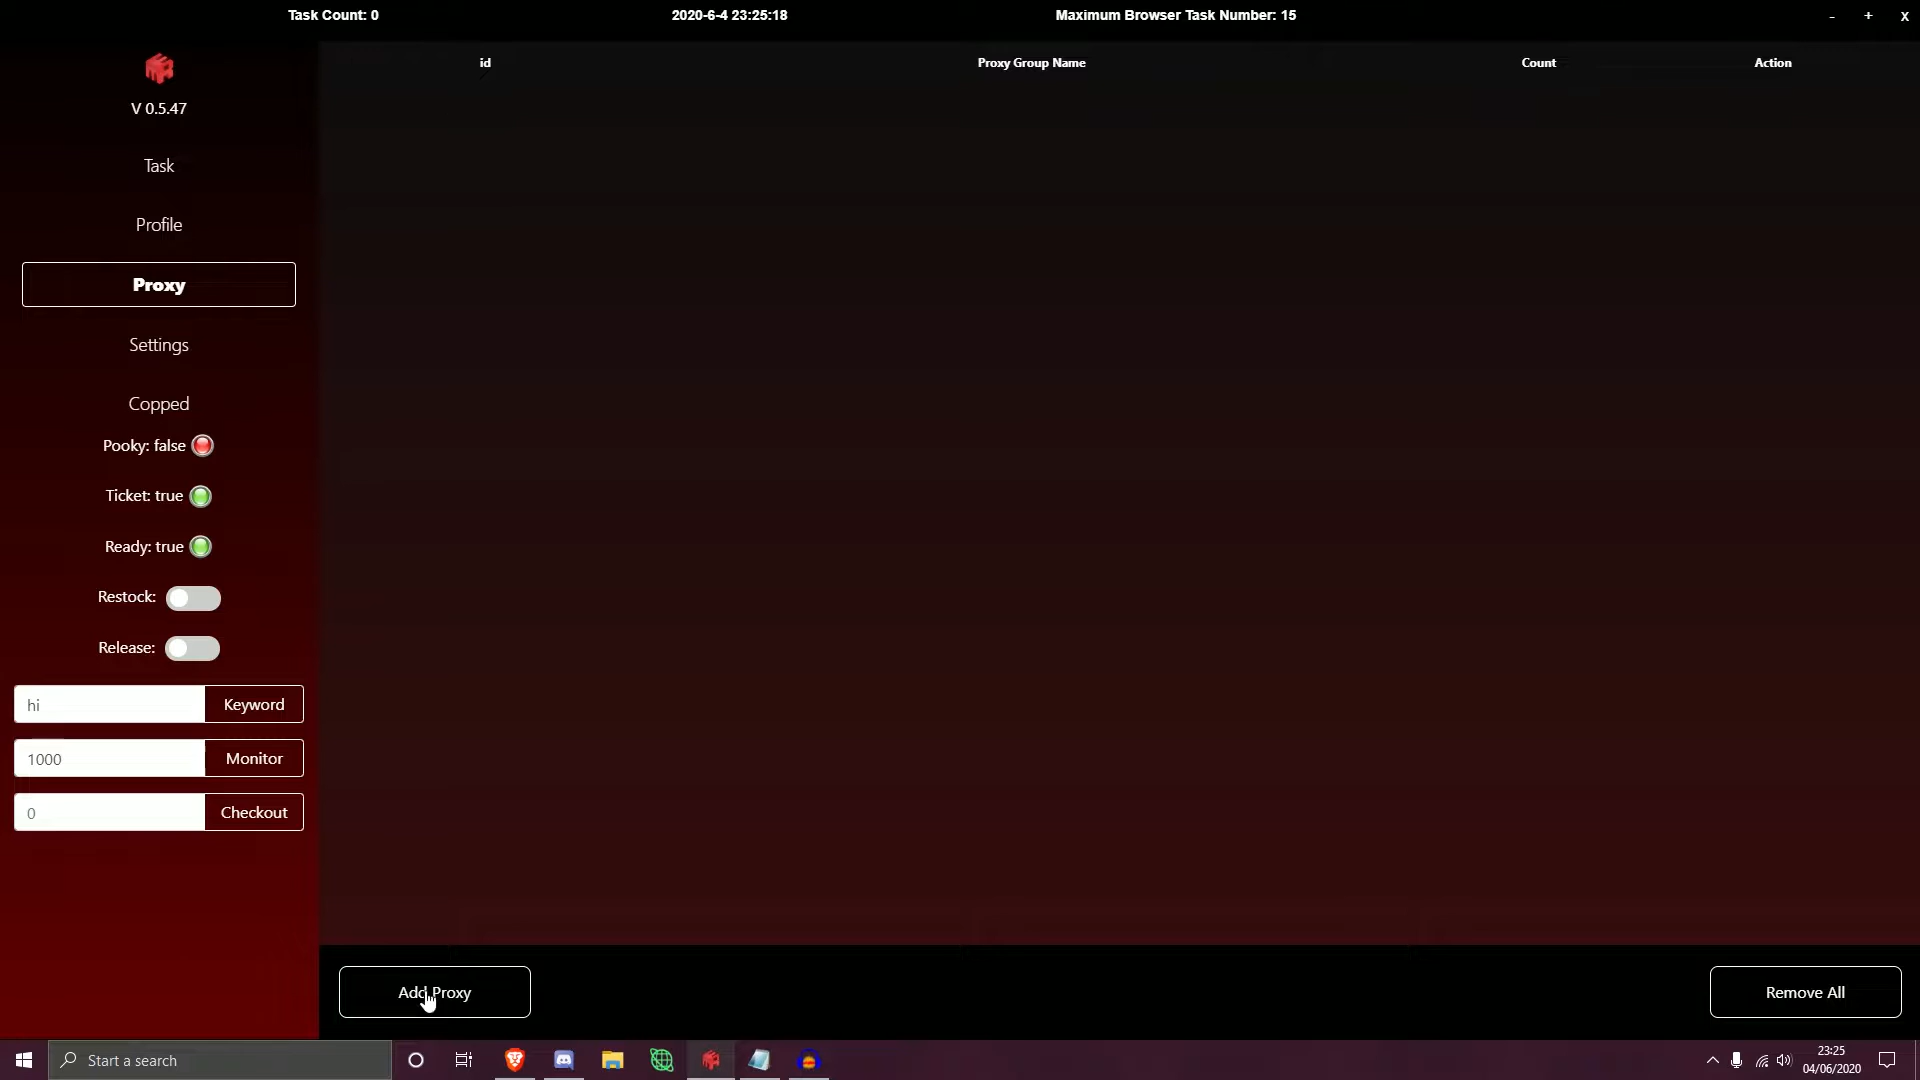 Task Count: 0
2020-6-4 23:25:18
Maximum Browser Task Number: 15
- + x
V 0.5.47
Task
Profile
Proxy
Settings
Copped
Pooky: false
Ticket: true
Ready: true
Restock:
Release:
hi Keyword
1000 Monitor
0 Checkout
id Proxy Group Name Count Action
Add Proxy
Remove All
Start a search
23:25
04/06/2020